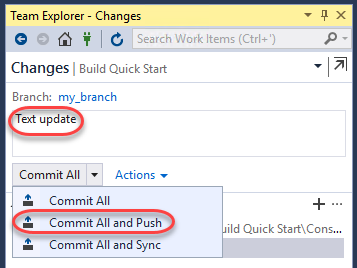 Team Explorer - Changes
Search Work Items (Ctrl+')
Changes | Build Quick Start
Branch: my_branch
Text update
Commit All
Actions
Commit All
Commit All and Push
uild Quick Start\Cons...
Commit All and Sync